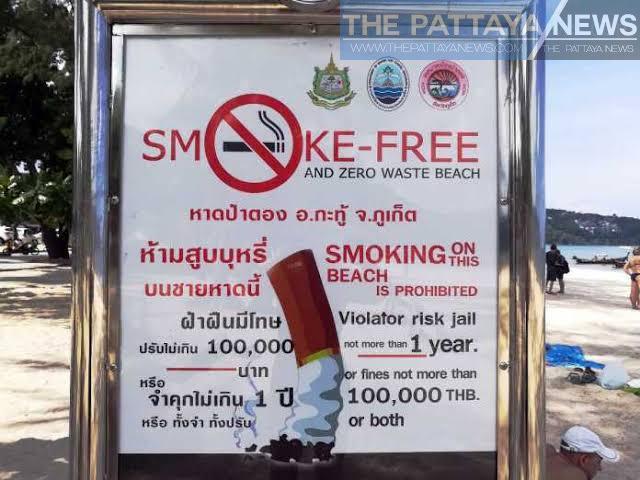 THE PATTAYA NEWS
WWW.THEPATTAYANEWS.COM THE PATTAYA NEWS
SMOKE-FREE
AND ZERO WASTE BEACH
หาดป่าตอง อ.กะทู้ จ.ภูเก็ต
ห้ามสูบบุหรี่
บนชายหาดนี้
SMOKING ON THIS
BEACH
IS PROHIBITED
ฝ่าฝืนมีโทษ
ปรับไม่เกิน 100,000
บาท
หรือ
จำคุกไม่เกิน 1 ปี
หรือ ทั้งจำ ทั้งปรับ
Violator risk jail
not more than 1 year.
or fines not more than
100,000 THB.
or both